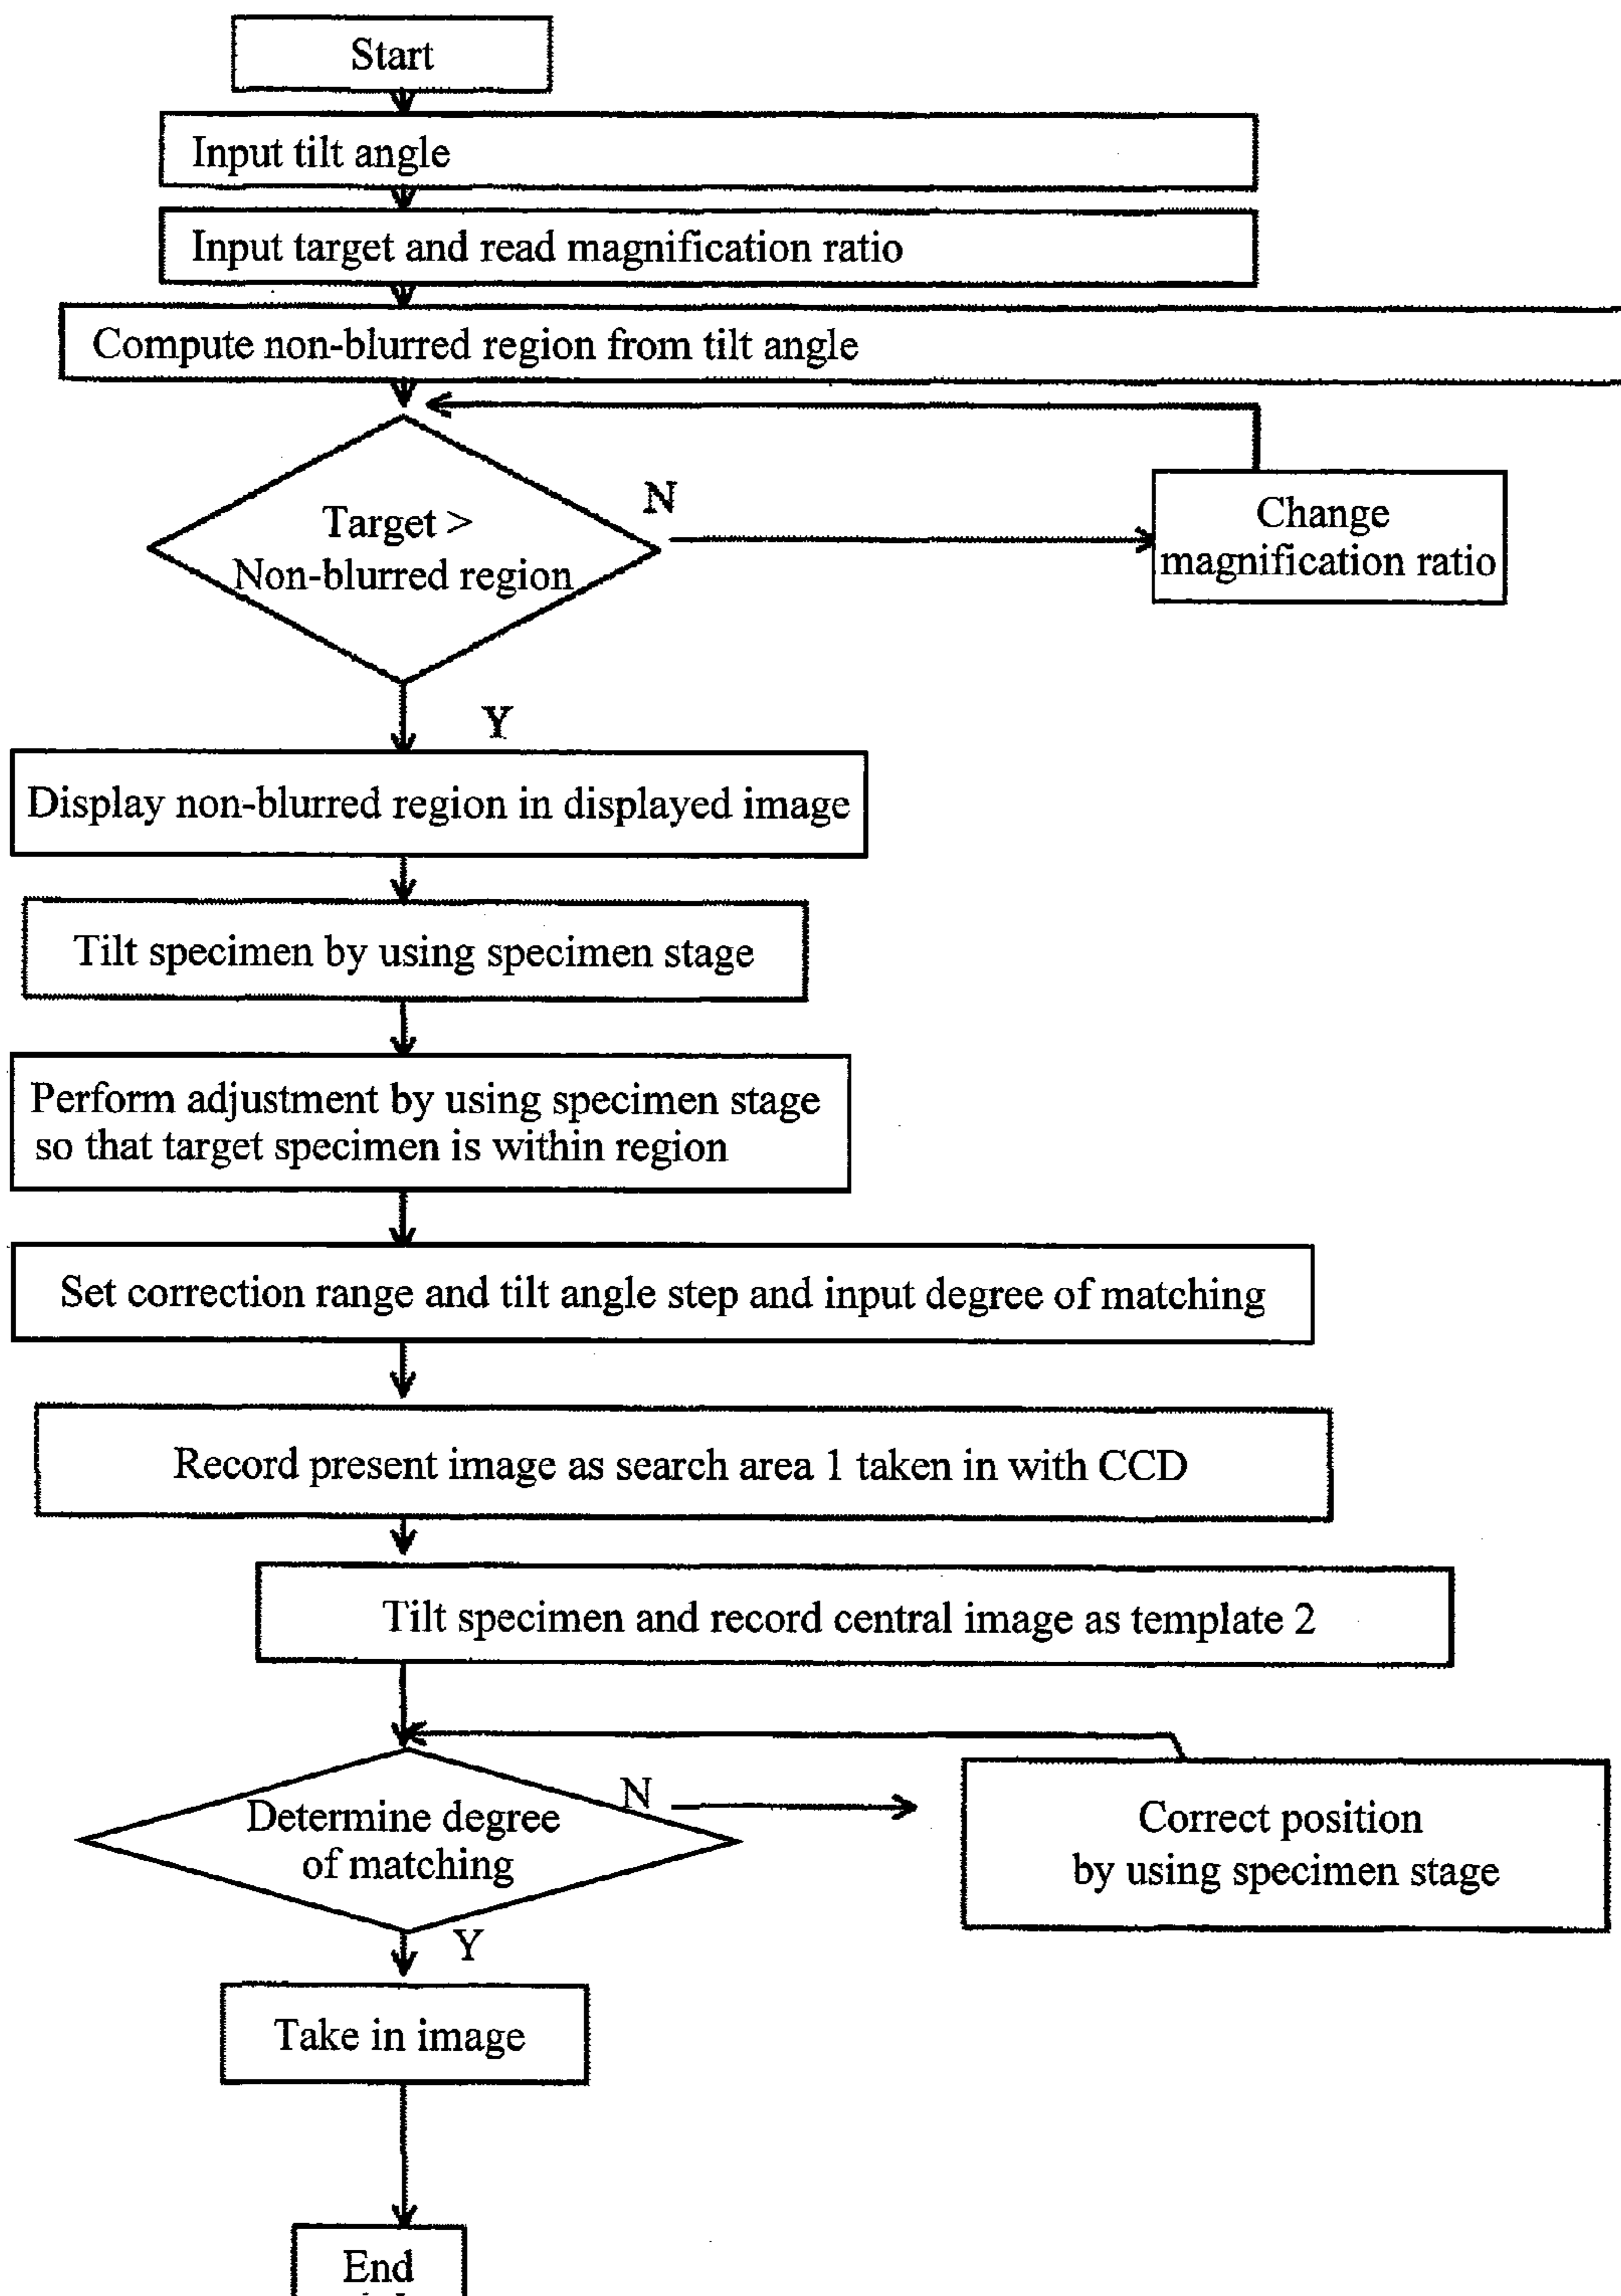 Start
Input tilt angle
Input target and read magnification ratio
Compute non-blurred region from tilt angle
Target >
Non-blurred region
N
Change
magnification ratio
Y
Display non-blurred region in displayed image
Tilt specimen by using specimen stage
Perform adjustment by using specimen stage
so that target specimen is within region
Set correction range and tilt angle step and input degree of matching
Record present image as search area 1 taken in with CCD
Tilt specimen and record central image as template 2
Determine degree
of matching
N
Correct position
by using specimen stage
Y
Take in image
End